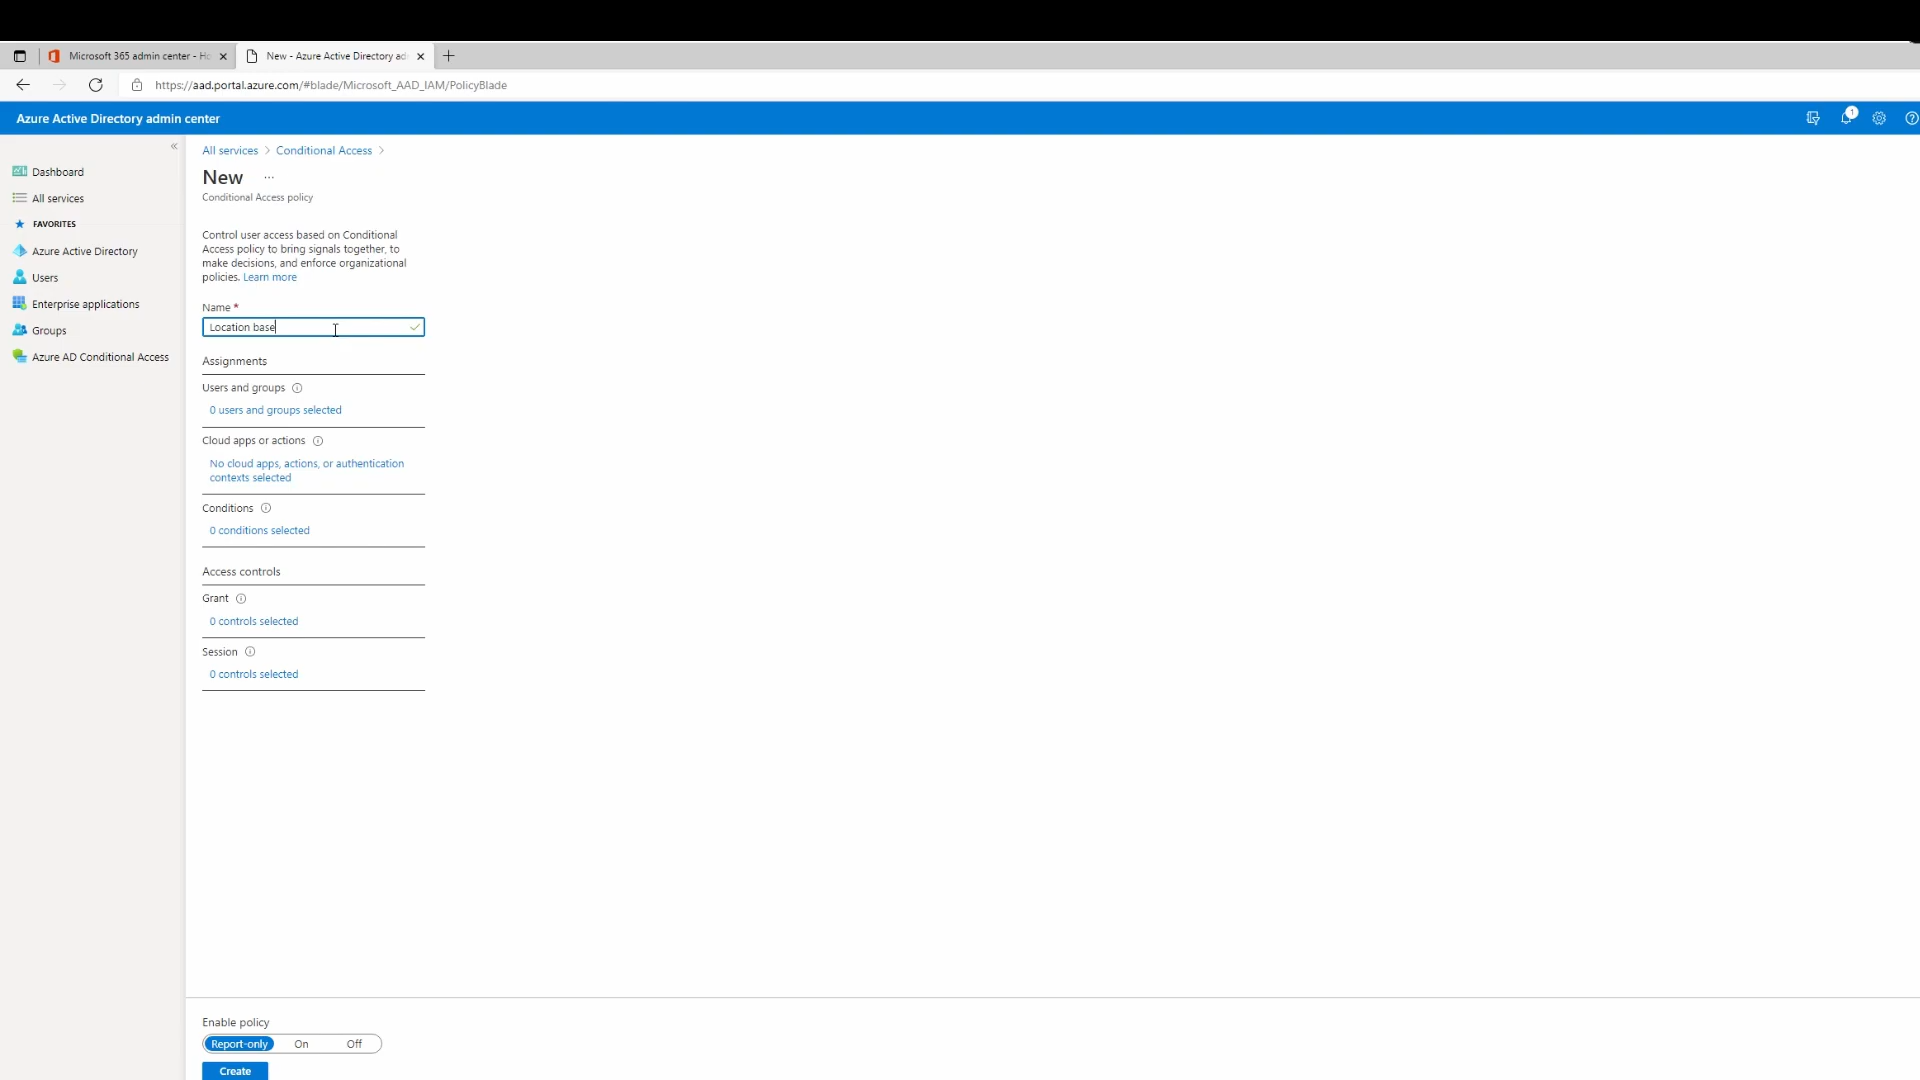 Microsoft 365 admin center - Ho
New - Azure Active Directory ad
https://aad.portal.azure.com/#blade/Microsoft_AAD_IAM/PolicyBlade
Azure Active Directory admin center
1
All services > Conditional Access >
New ...
Conditional Access policy
Dashboard
All services
FAVORITES
Azure Active Directory
Users
Enterprise applications
Groups
Azure AD Conditional Access
Control user access based on Conditional
Access policy to bring signals together, to
make decisions, and enforce organizational
policies. Learn more
Name *
Location base
Assignments
Users and groups
0 users and groups selected
Cloud apps or actions
No cloud apps, actions, or authentication
contexts selected
Conditions
0 conditions selected
Access controls
Grant
0 controls selected
Session
0 controls selected
Enable policy
Report-only On Off
Create